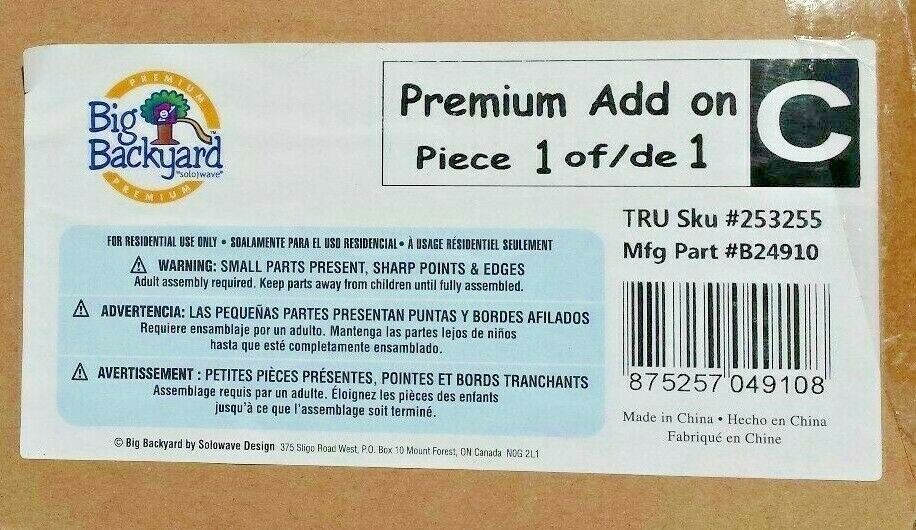 PREMIUM
Big
Backyard™
"solo)wave"
PREMIUM
Premium Add on
Piece 1 of/de 1
C
TRU Sku #253255
Mfg Part #B24910
FOR RESIDENTIAL USE ONLY • SOALAMENTE PARA EL USO RESIDENCIAL • À USAGE RÉSIDENTIEL SEULEMENT
⚠ WARNING: SMALL PARTS PRESENT, SHARP POINTS & EDGES
Adult assembly required. Keep parts away from children until fully assembled.
⚠ ADVERTENCIA: LAS PEQUEÑAS PARTES PRESENTAN PUNTAS Y BORDES AFILADOS
Requiere ensamblaje por un adulto. Mantenga las partes lejos de niños
hasta que esté completamente ensamblado.
⚠ AVERTISSEMENT : PETITES PIÈCES PRÉSENTES, POINTES ET BORDS TRANCHANTS
Assemblage requis par un adulte. Éloignez les pièces des enfants
jusqu'à ce que l'assemblage soit terminé.
875257 049108
Made in China • Hecho en China
Fabriqué en Chine
© Big Backyard by Solowave Design 375 Sligo Road West, P.O. Box 10 Mount Forest, ON Canada N0G 2L1